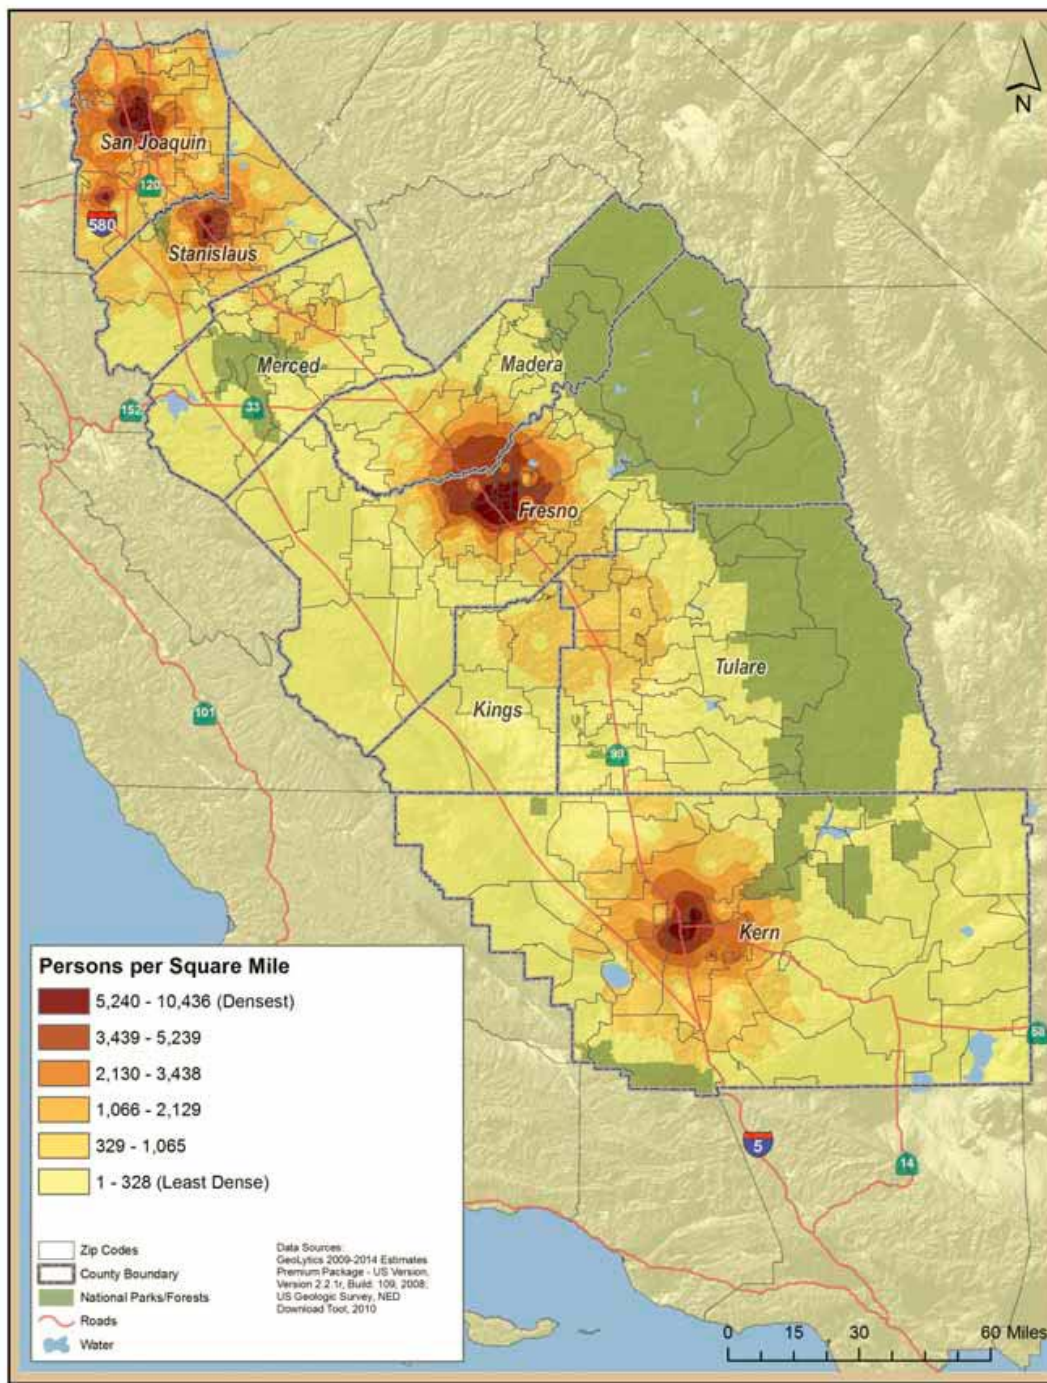 N
San Joaquin
120
580
Stanislaus
Merced
Madera
152
33
Fresno
Tulare
Kings
101
99
Kern
58
5
14
Persons per Square Mile
5,240 - 10,436 (Densest)
3,439 - 5,239
2,130 - 3,438
1,066 - 2,129
329 - 1,065
1 - 328 (Least Dense)
Zip Codes
County Boundary
National Parks/Forests
Roads
Water
Data Sources:
GeoLytics 2009-2014 Estimates
Premium Package - US Version,
Version 2.2.1r, Build: 109, 2008;
US Geologic Survey, NED
Download Tool, 2010
0 15 30 60 Miles